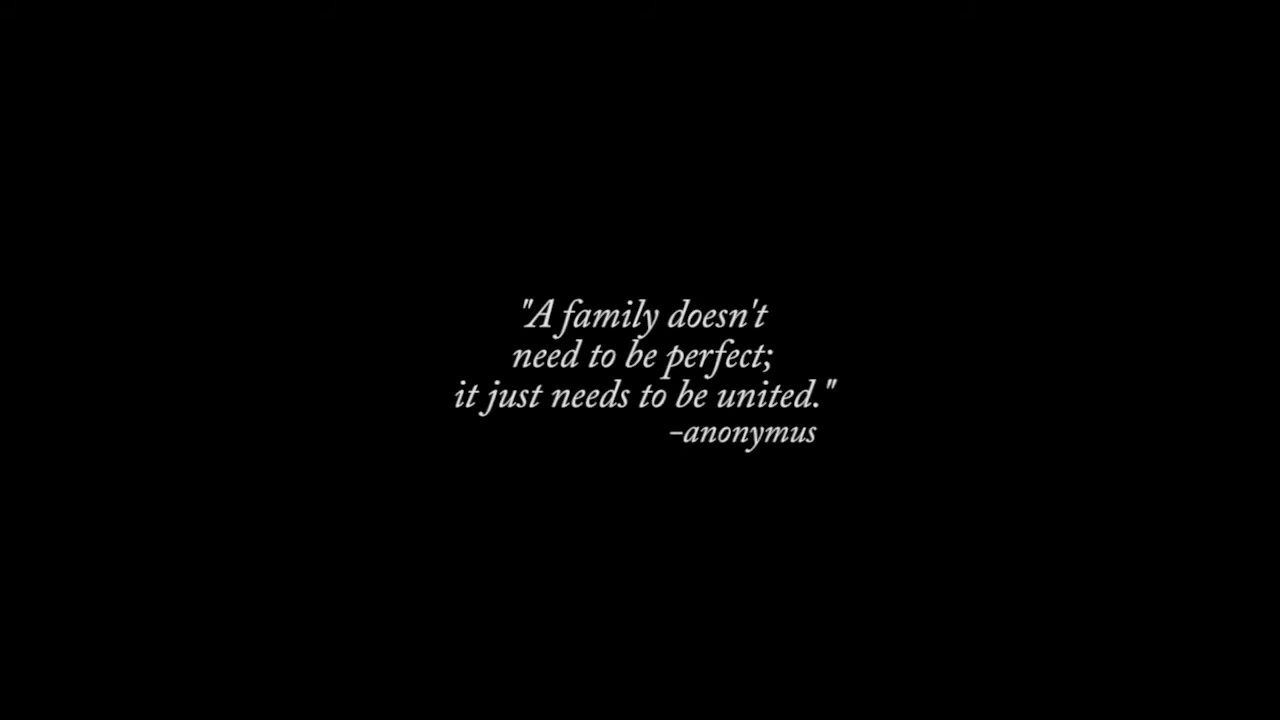 "A family doesn't
need to be perfect;
it just needs to be united."
-anonymus